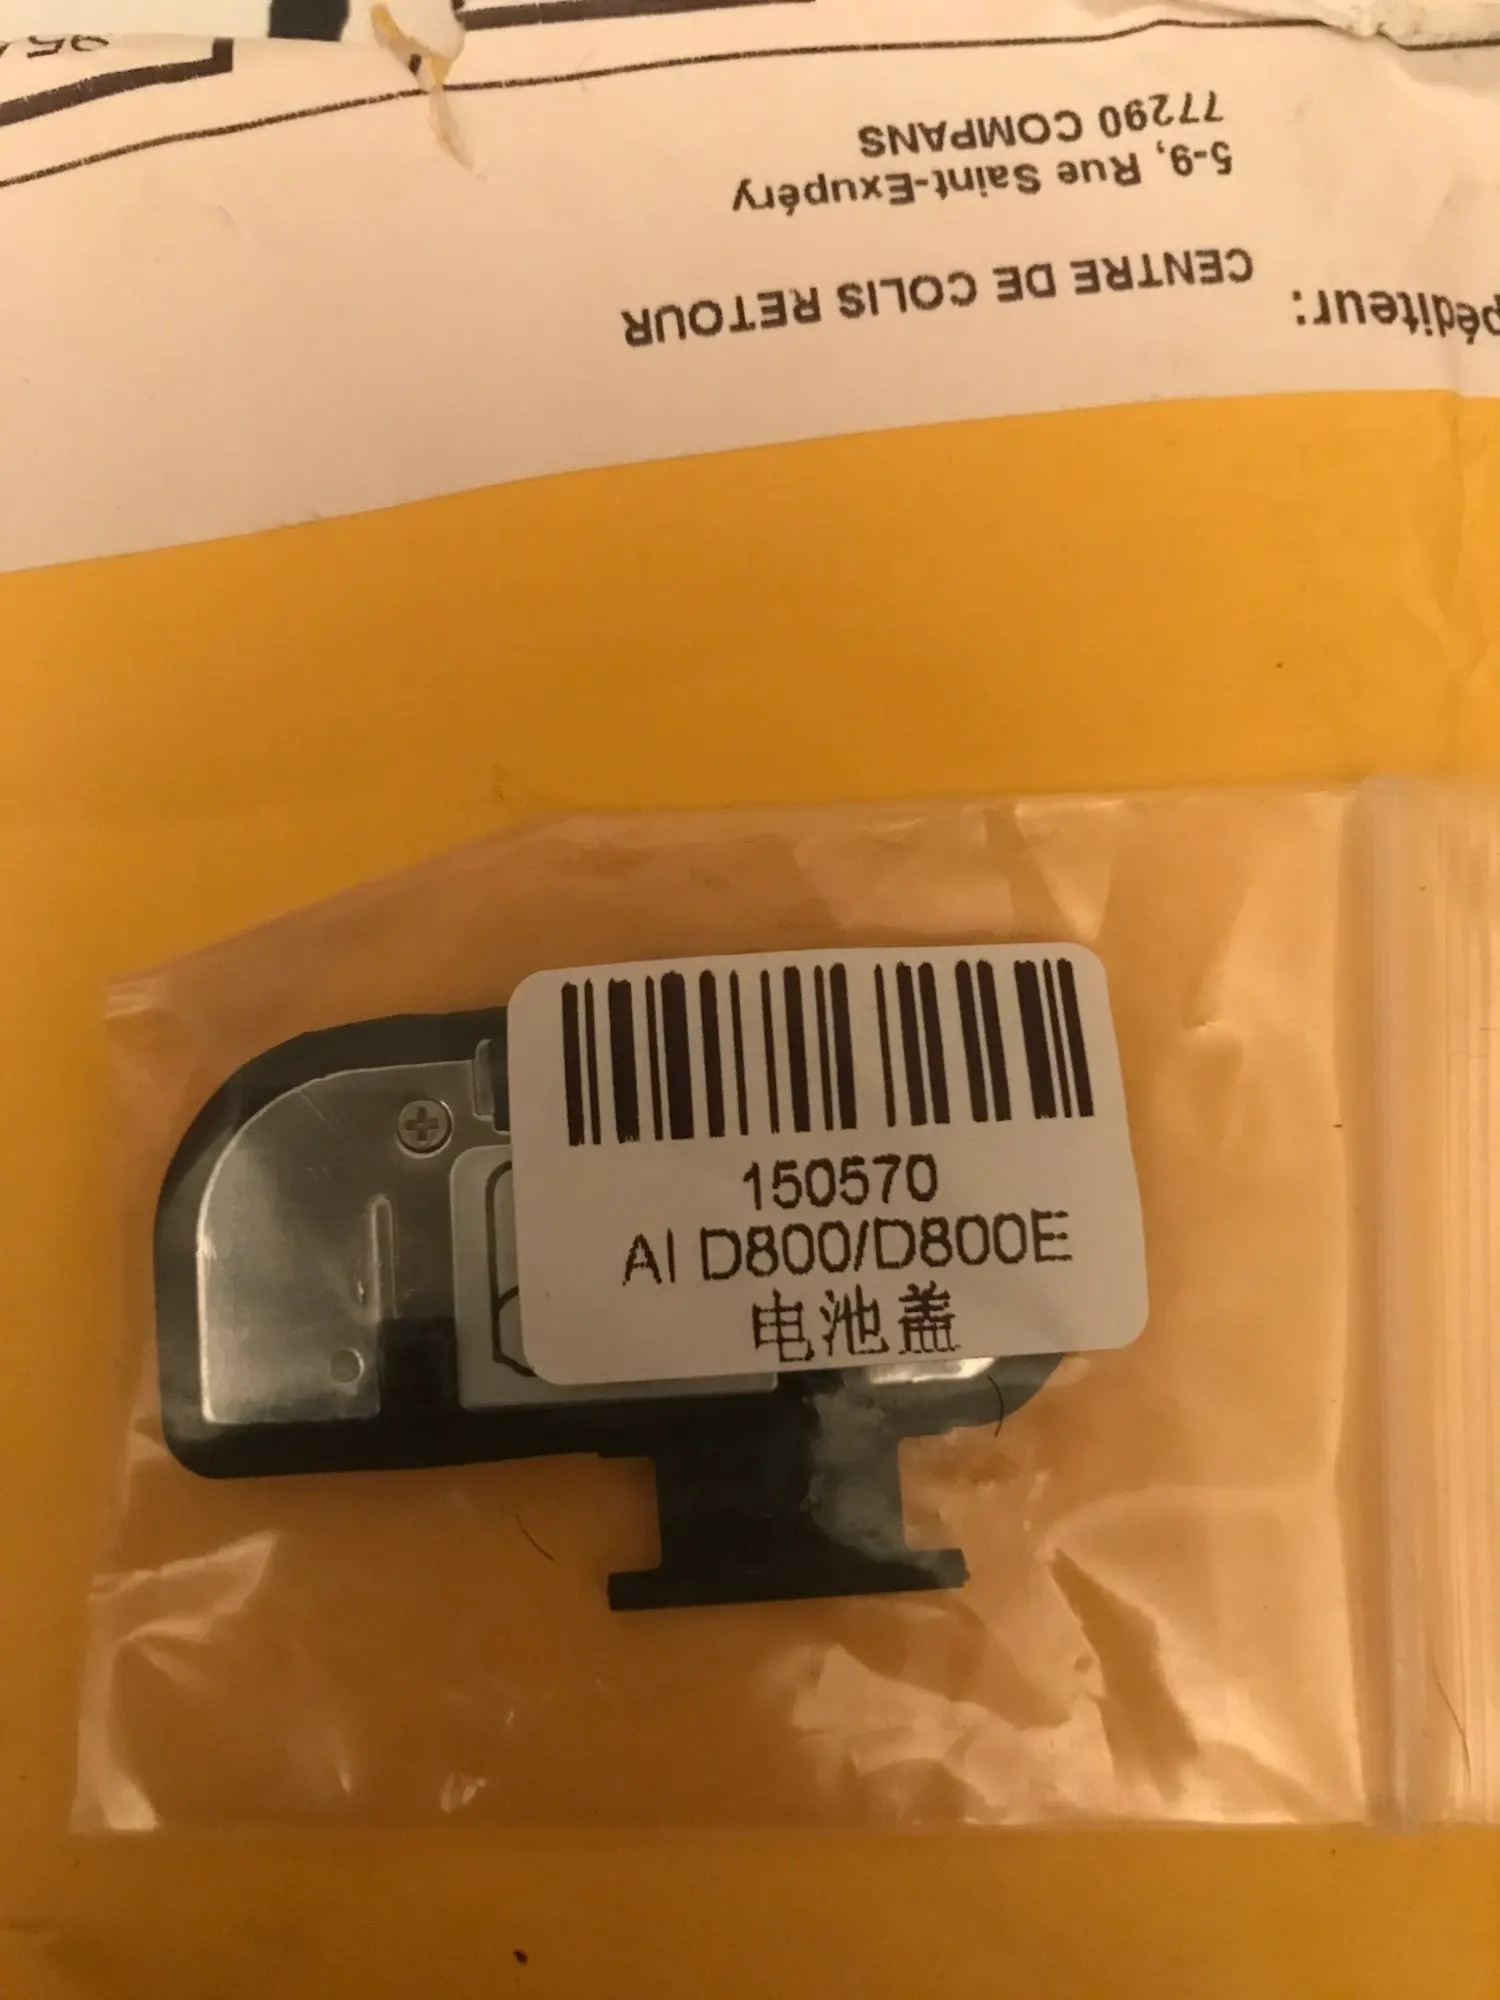 péditeur:
CENTRE DE COLIS RETOUR
5-9, Rue Saint-Exupéry
77290 COMPANS
150570
AI D800/D800E
电池盖